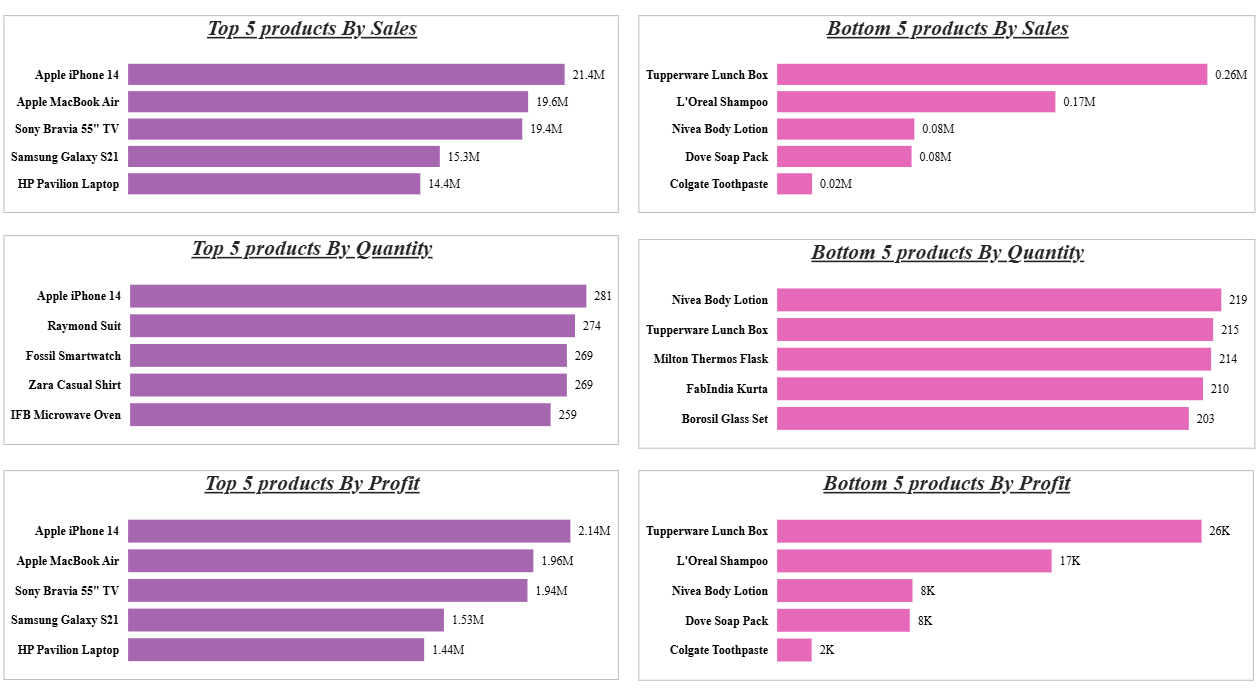 Top 5 products By Sales
Apple iPhone 14 21.4M
Apple MacBook Air 19.6M
Sony Bravia 55" TV 19.4M
Samsung Galaxy S21 15.3M
HP Pavilion Laptop 14.4M
Bottom 5 products By Sales
Tupperware Lunch Box 0.26M
L'Oreal Shampoo 0.17M
Nivea Body Lotion 0.08M
Dove Soap Pack 0.08M
Colgate Toothpaste 0.02M
Top 5 products By Quantity
Apple iPhone 14 281
Raymond Suit 274
Fossil Smartwatch 269
Zara Casual Shirt 269
IFB Microwave Oven 259
Bottom 5 products By Quantity
Nivea Body Lotion 219
Tupperware Lunch Box 215
Milton Thermos Flask 214
FabIndia Kurta 210
Borosil Glass Set 203
Top 5 products By Profit
Apple iPhone 14 2.14M
Apple MacBook Air 1.96M
Sony Bravia 55" TV 1.94M
Samsung Galaxy S21 1.53M
HP Pavilion Laptop 1.44M
Bottom 5 products By Profit
Tupperware Lunch Box 26K
L'Oreal Shampoo 17K
Nivea Body Lotion 8K
Dove Soap Pack 8K
Colgate Toothpaste 2K